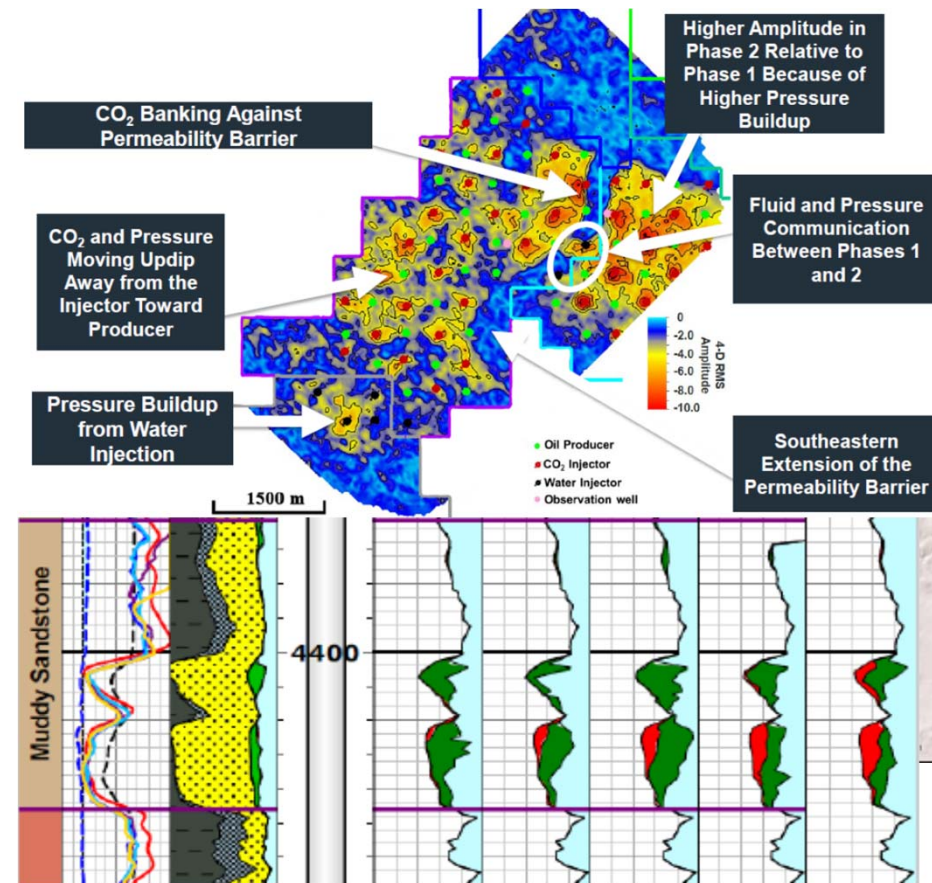 Higher Amplitude in
Phase 2 Relative to
Phase 1 Because of
Higher Pressure
Buildup
CO₂ Banking Against
Permeability Barrier
Fluid and Pressure
Communication
Between Phases 1
and 2
CO₂ and Pressure
Moving Updip
Away from the
Injector Toward
Producer
0
-2.0
-4.0
-6.0
-8.0
-10.0
4-D RMS
Amplitude
Pressure Buildup
from Water
Injection
Oil Producer
CO₂ Injector
Water Injector
Observation well
Southeastern
Extension of the
Permeability Barrier
1500 m
Muddy Sandstone
4400